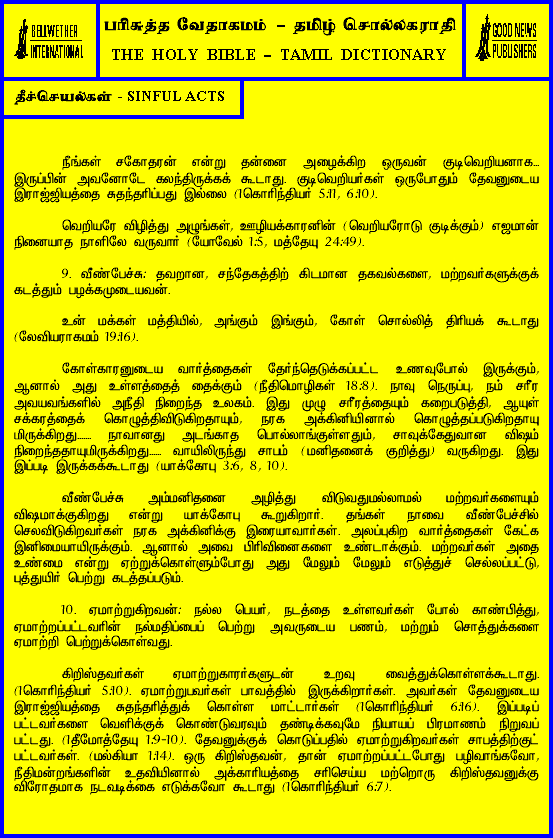 BELLWETHER
INTERNATIONAL
பரிசுத்த வேதாகமம் – தமிழ் சொல்லகராதி
THE HOLY BIBLE – TAMIL DICTIONARY
GOOD NEWS
PUBLISHERS
தீச்செயல்கள் - SINFUL ACTS
நீங்கள் சகோதரன் என்று தன்னை அழைக்கிற ஒருவன் குடிவெறியனாக...
இருப்பின் அவனோடே கலந்திருக்கக் கூடாது. குடிவெறியர்கள் ஒருபோதும் தேவனுடைய
இராஜ்ஜியத்தை சுதந்தரிப்பது இல்லை (1கொரிந்தியர் 5:11, 6:10).
வெறியரே விழித்து அழுங்கள், ஊழியக்காரனின் (வெறியரோடு குடிக்கும்) எஜமான்
நினையாத நாளிலே வருவார் (யோவேல் 1:5, மத்தேயு 24:49).
9. வீண்பேச்சு: தவறான, சந்தேகத்திற் கிடமான தகவல்களை, மற்றவர்களுக்குக்
கடத்தும் பழக்கமுடையவன்.
உன் மக்கள் மத்தியில், அங்கும் இங்கும், கோள் சொல்லித் திரியக் கூடாது
(லேவியராகமம் 19:16).
கோள்காரனுடைய வார்த்தைகள் தேர்ந்தெடுக்கப்பட்ட உணவுபோல் இருக்கும்,
ஆனால் அது உள்ளத்தைத் தைக்கும் (நீதிமொழிகள் 18:8). நாவு நெருப்பு, நம் சரீர
அவயவங்களில் அநீதி நிறைந்த உலகம். இது முழு சரீரத்தையும் கறைபடுத்தி, ஆயுள்
சக்கரத்தைக் கொழுத்திவிடுகிறதாயும், நரக அக்கினியினால் கொழுத்தப்படுகிறதாயு
மிருக்கிறது....... நாவானது அடங்காத பொல்லாங்குள்ளதும், சாவுக்கேதுவான விஷம்
நிறைந்ததாயுமிருக்கிறது...... வாயிலிருந்து சாபம் (மனிதனைக் குறித்து) வருகிறது. இது
இப்படி இருக்கக்கூடாது (யாக்கோபு 3:6, 8, 10).
வீண்பேச்சு அம்மனிதனை அழித்து விடுவதுமல்லாமல் மற்றவர்களையும்
விஷமாக்குகிறது என்று யாக்கோபு கூறுகிறார். தங்கள் நாவை வீண்பேச்சில்
செலவிடுகிறவர்கள் நரக அக்கினிக்கு இரையாவார்கள். அலப்புகிற வார்த்தைகள் கேட்க
இனிமையாயிருக்கும். ஆனால் அவை பிரிவினைகளை உண்டாக்கும். மற்றவர்கள் அதை
உண்மை என்று ஏற்றுக்கொள்ளும்போது அது மேலும் மேலும் எடுத்துச் செல்லப்பட்டு,
புத்துயிர் பெற்று கடத்தப்படும்.
10. ஏமாற்றுகிறவன்: நல்ல பெயர், நடத்தை உள்ளவர்கள் போல் காண்பித்து,
ஏமாற்றப்பட்டவரின் நல்மதிப்பைப் பெற்று அவருடைய பணம், மற்றும் சொத்துக்களை
ஏமாற்றி பெற்றுக்கொள்வது.
கிறிஸ்தவர்கள் ஏமாற்றுகாரர்களுடன் உறவு வைத்துக்கொள்ளக்கூடாது.
(1கொரிந்தியர் 5:10). ஏமாற்றுபவர்கள் பாவத்தில் இருக்கிறார்கள். அவர்கள் தேவனுடைய
இராஜ்ஜியத்தை சுதந்தரித்துக் கொள்ள மாட்டார்கள் (1கொரிந்தியர் 6:16). இப்படிப்
பட்டவர்களை வெளிக்குக் கொண்டுவரவும் தண்டிக்கவுமே நியாயப் பிரமாணம் நிறுவப்
பட்டது. (1தீமோத்தேயு 1:9-10). தேவனுக்குக் கொடுப்பதில் ஏமாற்றுகிறவர்கள் சாபத்திற்குட்
பட்டவர்கள். (மல்கியா 1:14). ஒரு கிறிஸ்தவன், தான் ஏமாற்றப்பட்டபோது பழிவாங்கவோ,
நீதிமன்றங்களின் உதவியினால் அக்காரியத்தை சரிசெய்ய மற்றொரு கிறிஸ்தவனுக்கு
விரோதமாக நடவடிக்கை எடுக்கவோ கூடாது (1கொரிந்தியர் 6:7).